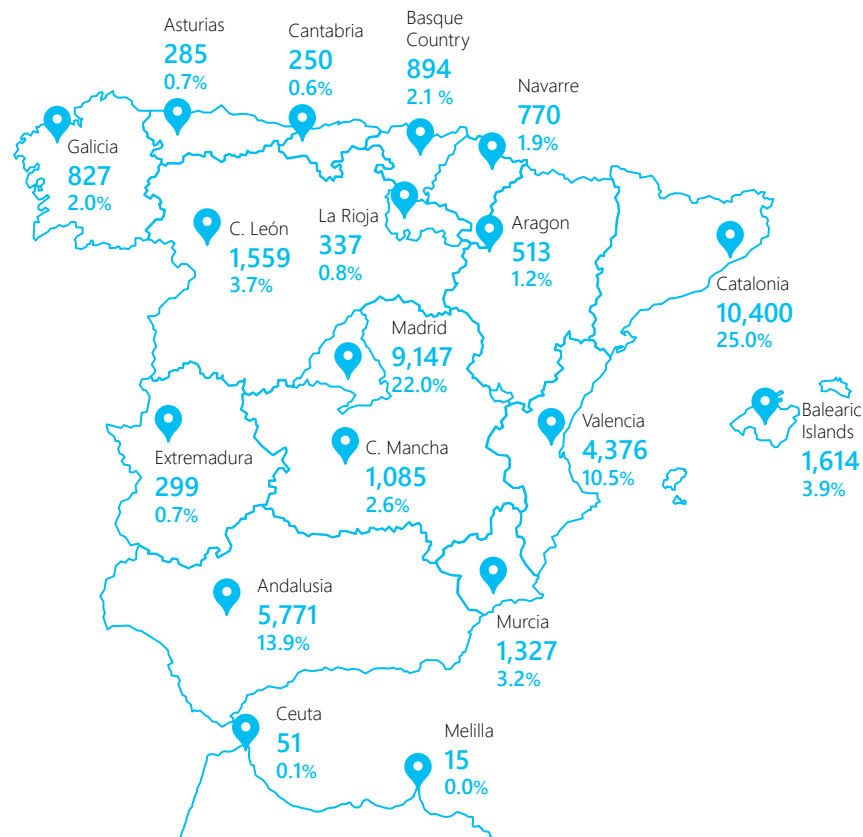 Asturias
285
0.7%
Cantabria
250
0.6%
Basque
Country
894
2.1 %
Navarre
770
1.9%
Galicia
827
2.0%
C. León
1,559
3.7%
La Rioja
337
0.8%
Aragon
513
1.2%
Catalonia
10,400
25.0%
Madrid
9,147
22.0%
Balearic
Islands
1,614
3.9%
Valencia
4,376
10.5%
Extremadura
299
0.7%
C. Mancha
1,085
2.6%
Andalusia
5,771
13.9%
Murcia
1,327
3.2%
Ceuta
51
0.1%
Melilla
15
0.0%